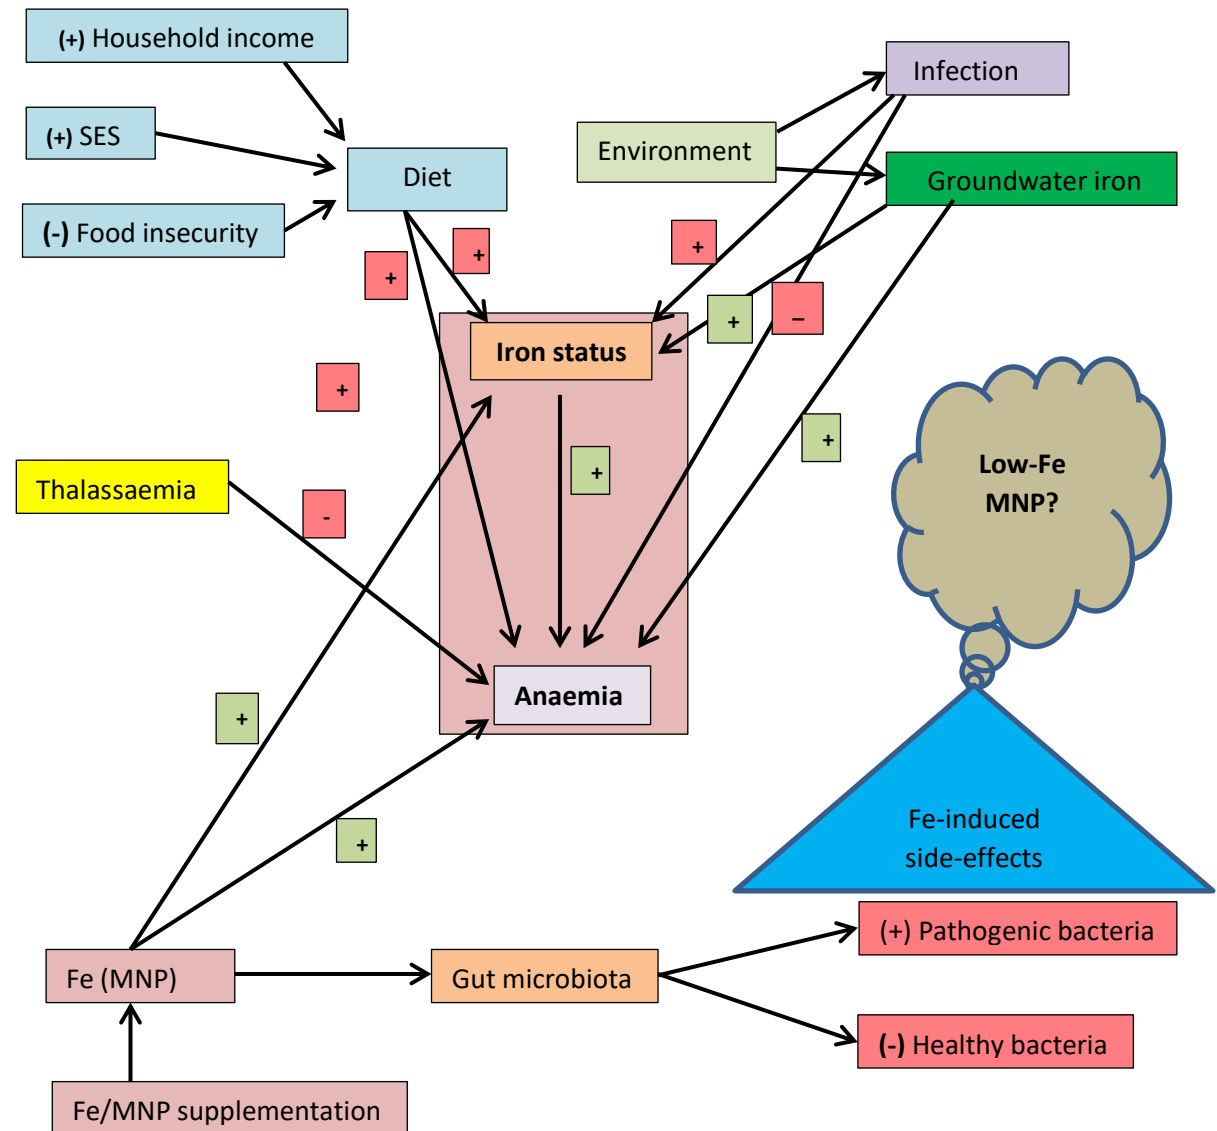 (+) Household income
Infection
(+) SES
Environment
Diet
Groundwater iron
(-) Food insecurity
+
+
+
+
–
Iron status
+
+
+
Low-Fe
MNP?
Thalassaemia
-
Anaemia
+
+
Fe-induced
side-effects
(+) Pathogenic bacteria
Fe (MNP)
Gut microbiota
(-) Healthy bacteria
Fe/MNP supplementation